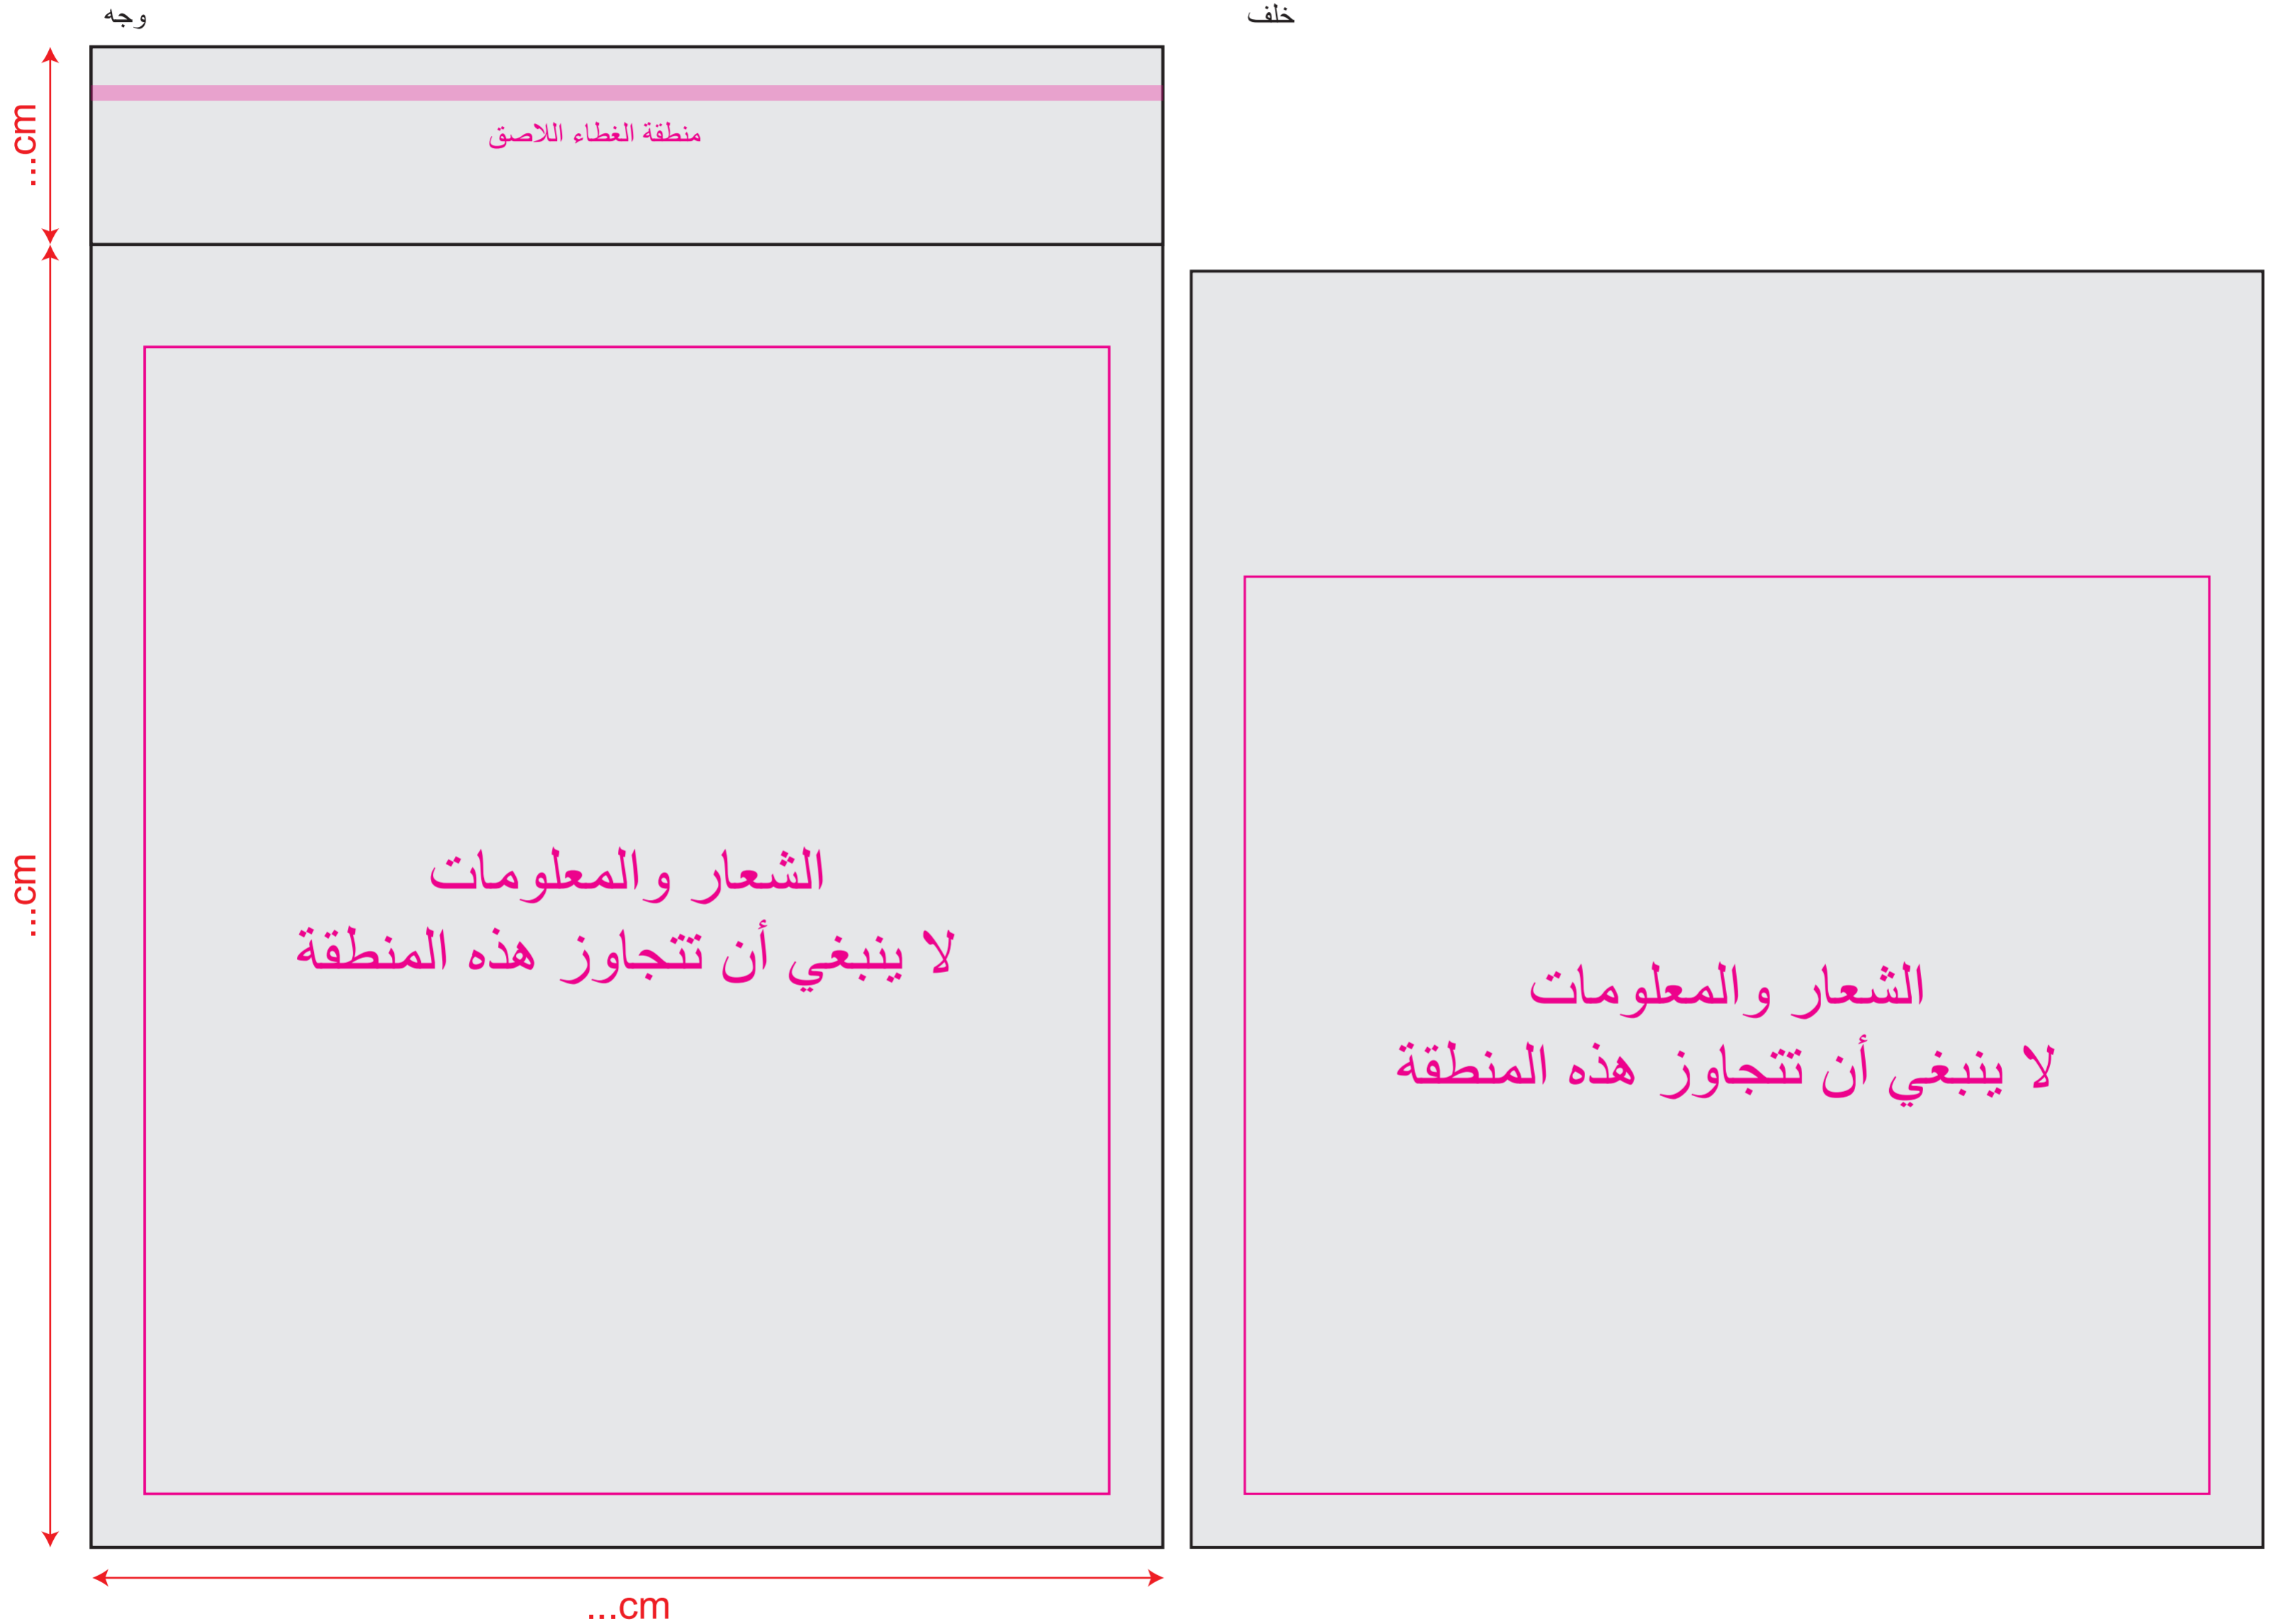 وجه
خلف
منطقة الغطاء اللاصق
...cm
...cm
الشعار والمعلومات
لا ينبغي أن تتجاوز هذه المنطقة
الشعار والمعلومات
لا ينبغي أن تتجاوز هذه المنطقة
...cm